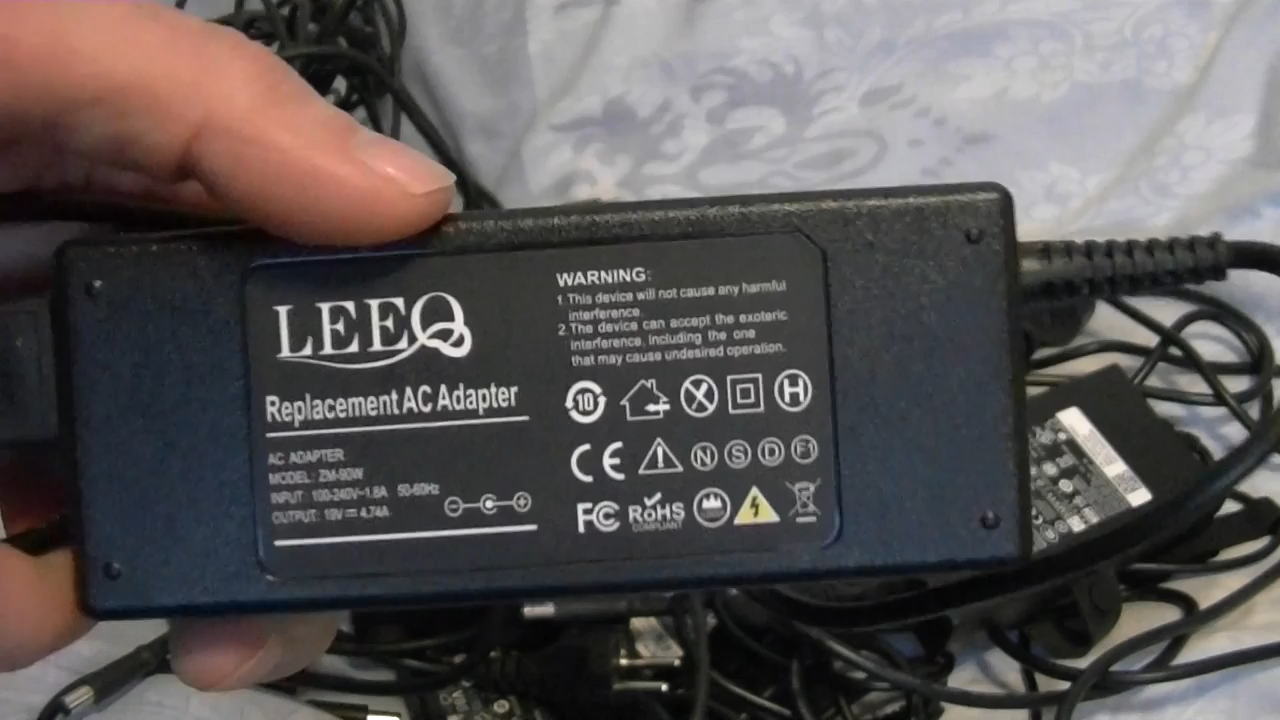 LEEQ
Replacement AC Adapter
AC ADAPTER
MODEL: ZM-90W
INPUT: 100-240V~1.8A 50-60Hz
OUTPUT: 19V⎓4.74A
WARNING:
1.This device will not cause any harmful
interference.
2.The device can accept the exoteric
interference, Including the one
that may cause undesired operation.
10 H
CE N S D F1
FC RoHS
COMPLIANT